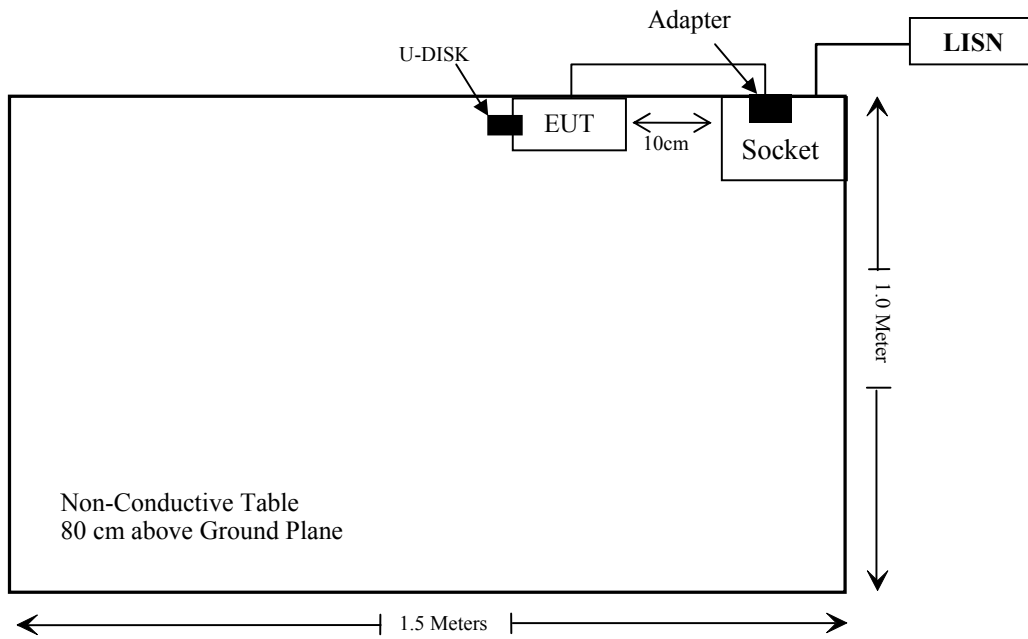 Adapter
LISN
U-DISK
EUT
10cm
Socket
1.0 Meter
Non-Conductive Table
80 cm above Ground Plane
1.5 Meters